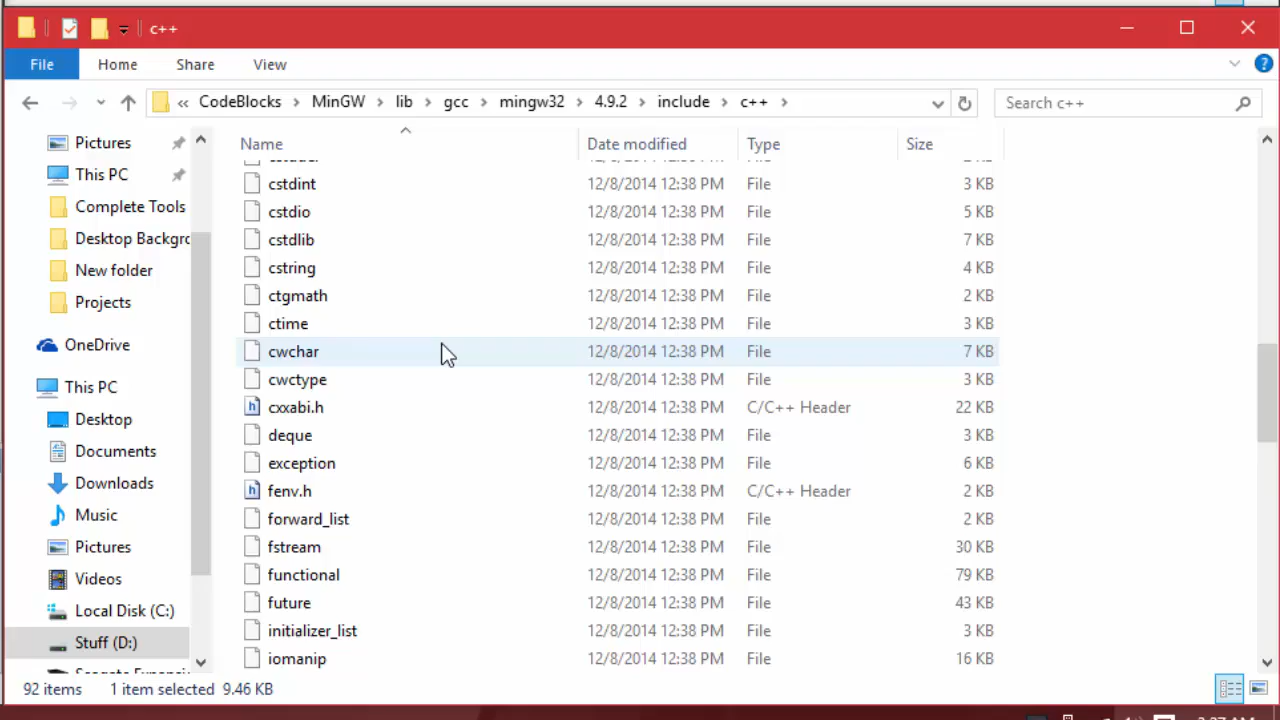 c++
File Home Share View
« CodeBlocks MinGW lib gcc mingw32 4.9.2 include c++ Search c++
Name Date modified Type Size
Pictures
This PC
Complete Tools
Desktop Backgro
New folder
Projects
OneDrive
This PC
Desktop
Documents
Downloads
Music
Pictures
Videos
Local Disk (C:)
Stuff (D:)
cstdint 12/8/2014 12:38 PM File 3 KB
cstdio 12/8/2014 12:38 PM File 5 KB
cstdlib 12/8/2014 12:38 PM File 7 KB
cstring 12/8/2014 12:38 PM File 4 KB
ctgmath 12/8/2014 12:38 PM File 2 KB
ctime 12/8/2014 12:38 PM File 3 KB
cwchar 12/8/2014 12:38 PM File 7 KB
cwctype 12/8/2014 12:38 PM File 3 KB
cxxabi.h 12/8/2014 12:38 PM C/C++ Header 22 KB
deque 12/8/2014 12:38 PM File 3 KB
exception 12/8/2014 12:38 PM File 6 KB
fenv.h 12/8/2014 12:38 PM C/C++ Header 2 KB
forward_list 12/8/2014 12:38 PM File 2 KB
fstream 12/8/2014 12:38 PM File 30 KB
functional 12/8/2014 12:38 PM File 79 KB
future 12/8/2014 12:38 PM File 43 KB
initializer_list 12/8/2014 12:38 PM File 3 KB
iomanip 12/8/2014 12:38 PM File 16 KB
92 items 1 item selected 9.46 KB